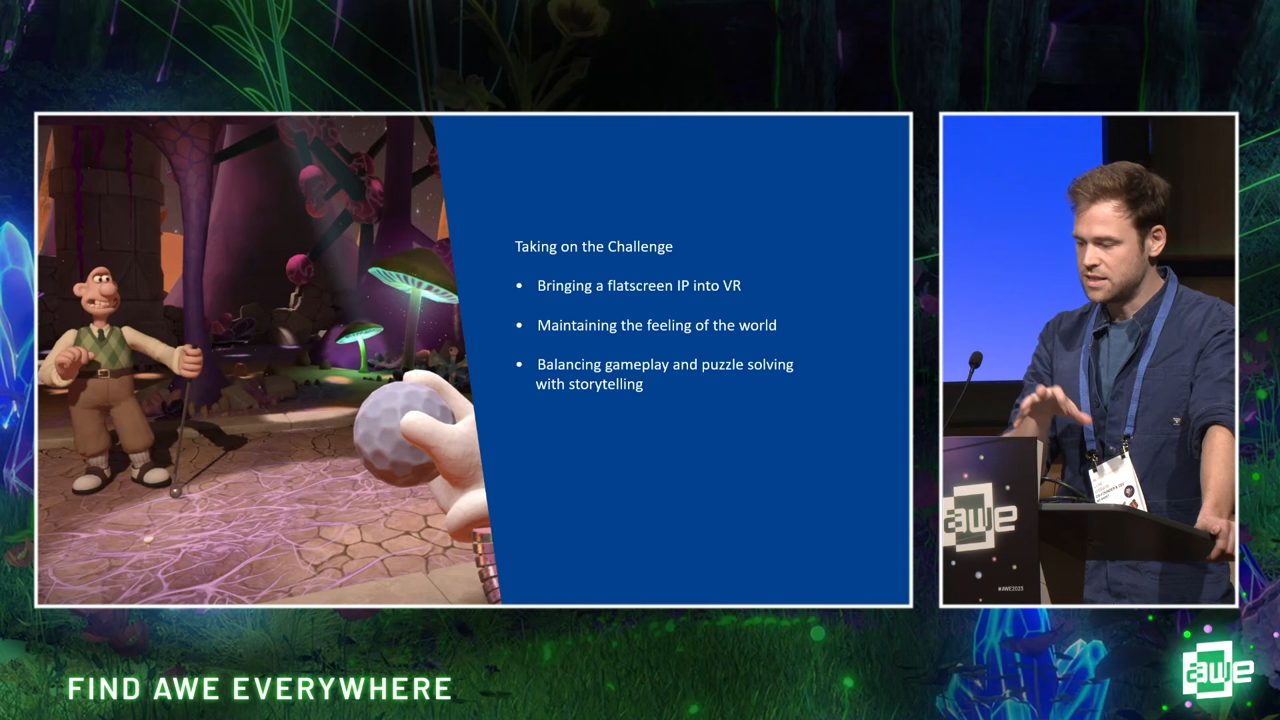 Taking on the Challenge
• Bringing a flatscreen IP into VR
• Maintaining the feeling of the world
• Balancing gameplay and puzzle solving
with storytelling
awe
#AWE2023
FIND AWE EVERYWHERE
awe